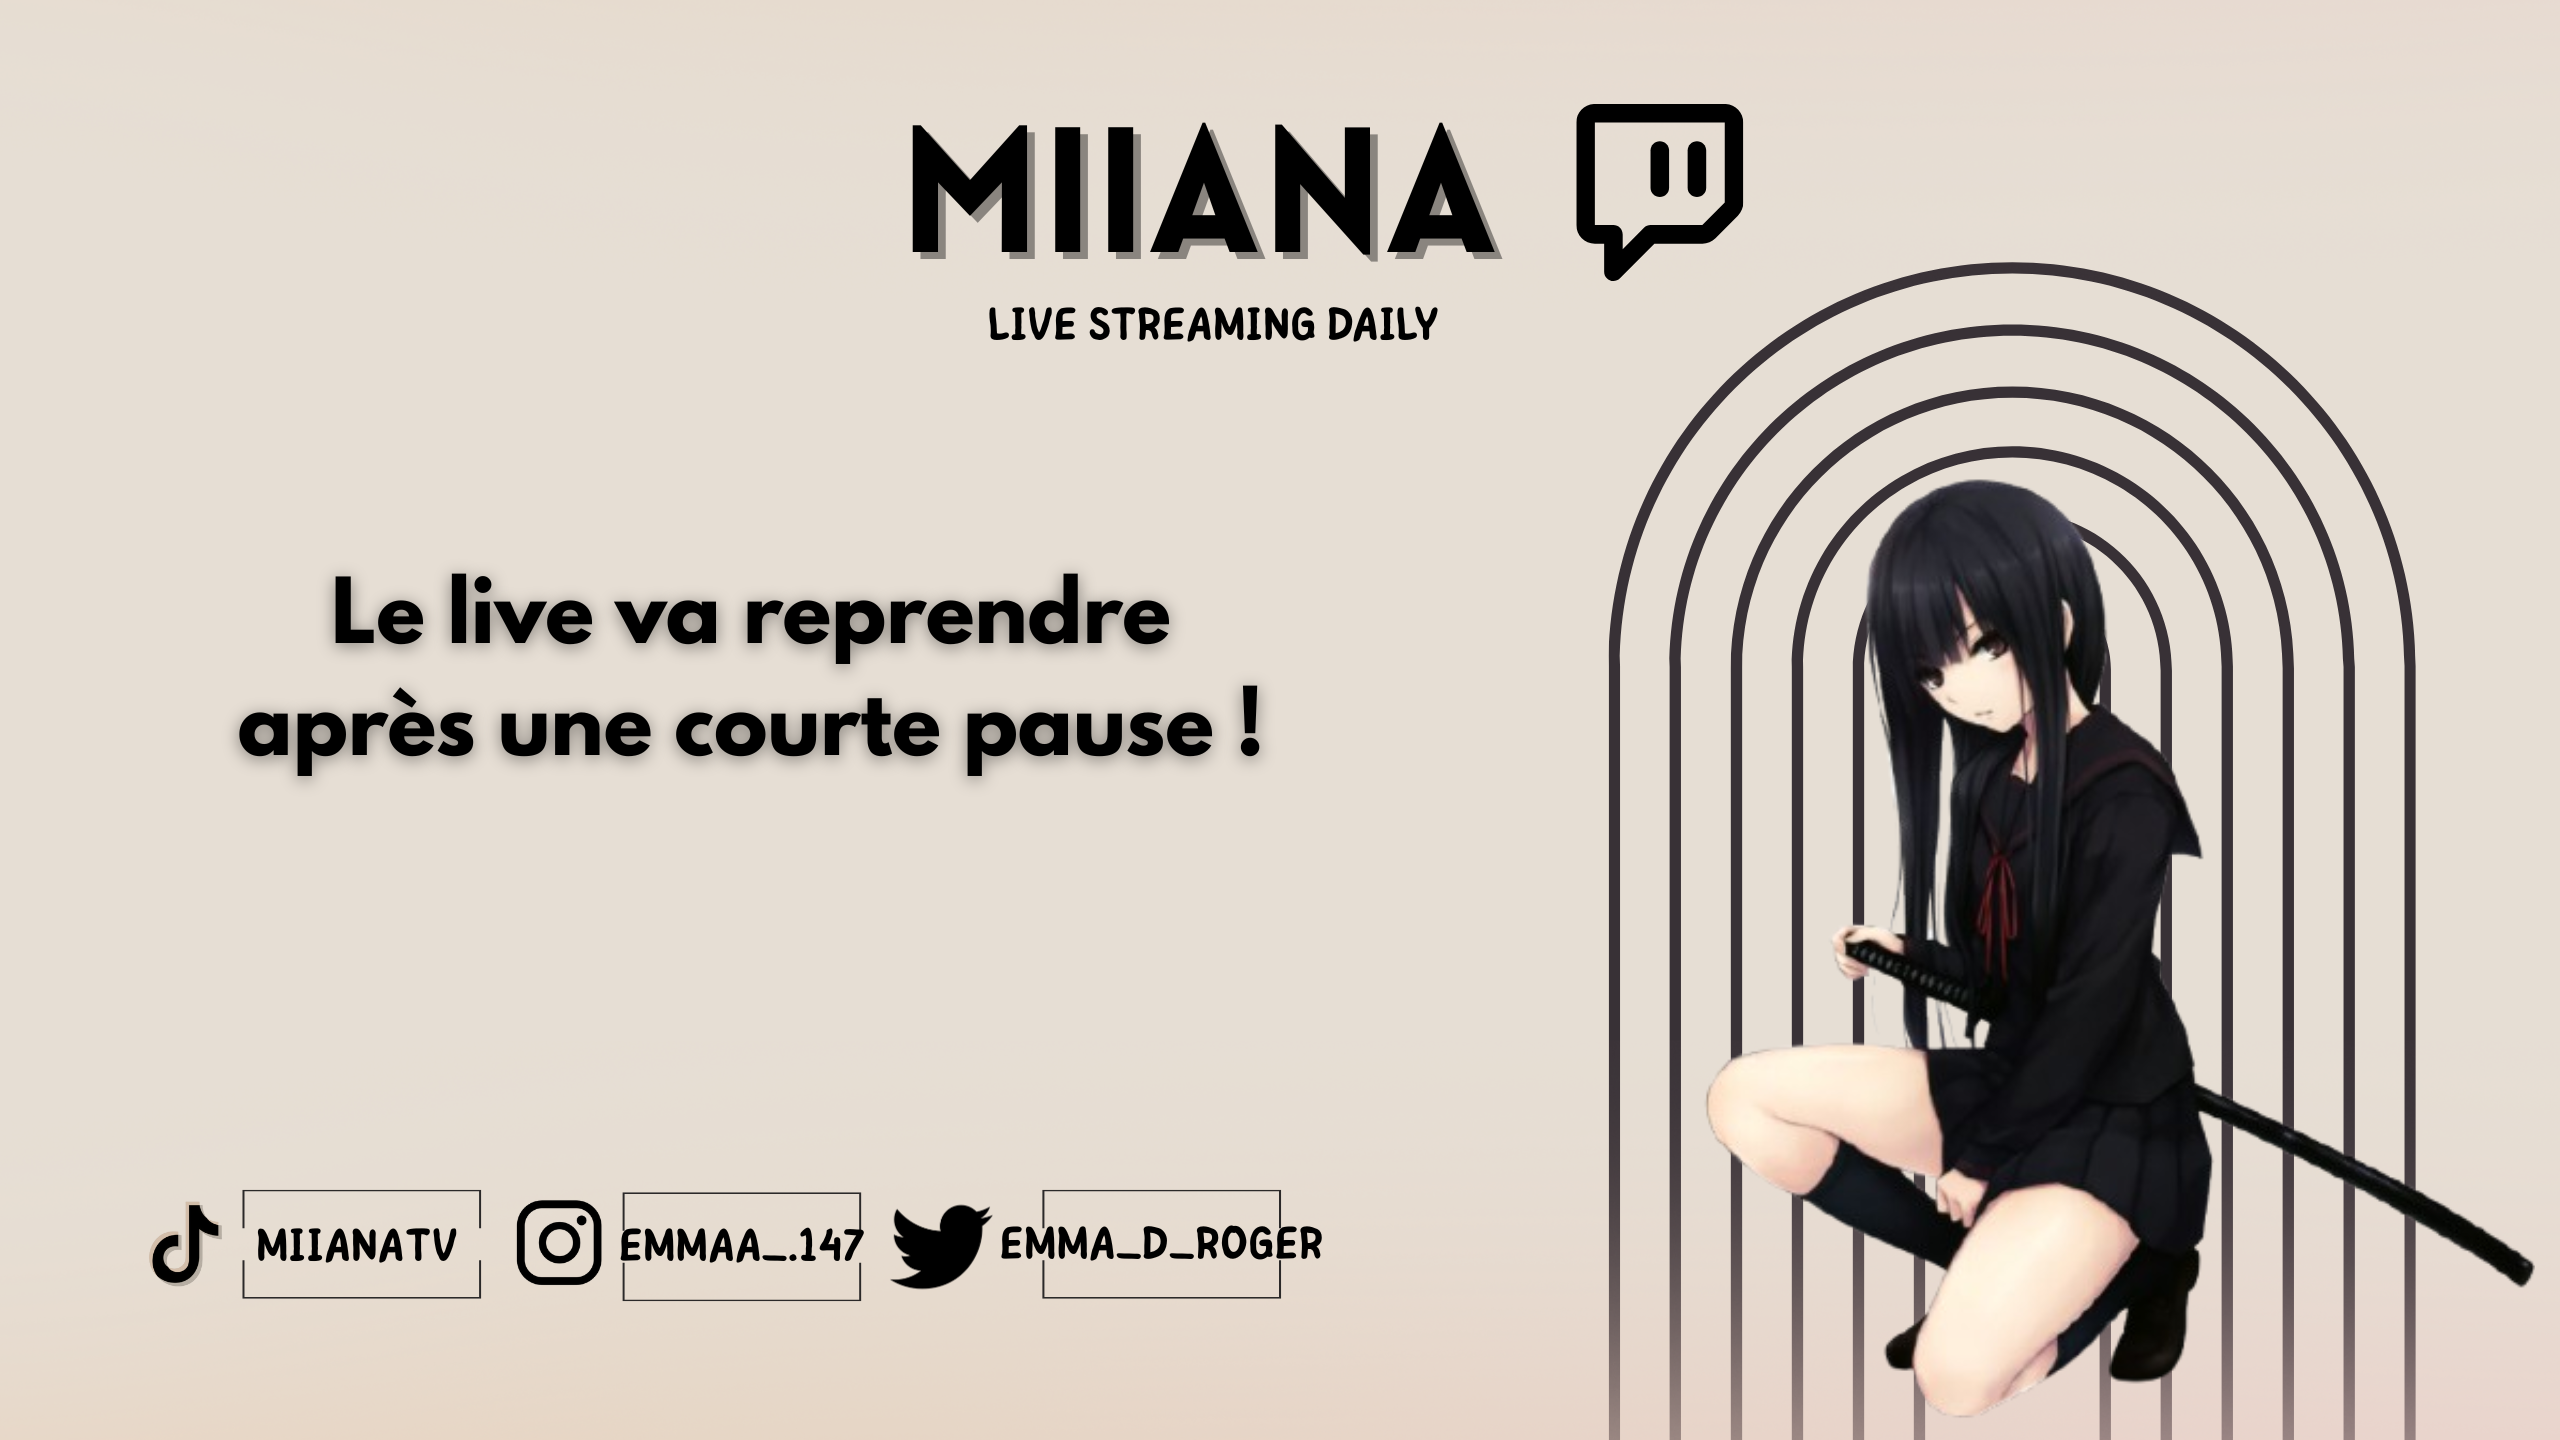 MIIANA
LIVE STREAMING DAILY
Le live va reprendre
après une courte pause !
MIIANATV
EMMAA_.147
EMMA_D_ROGER